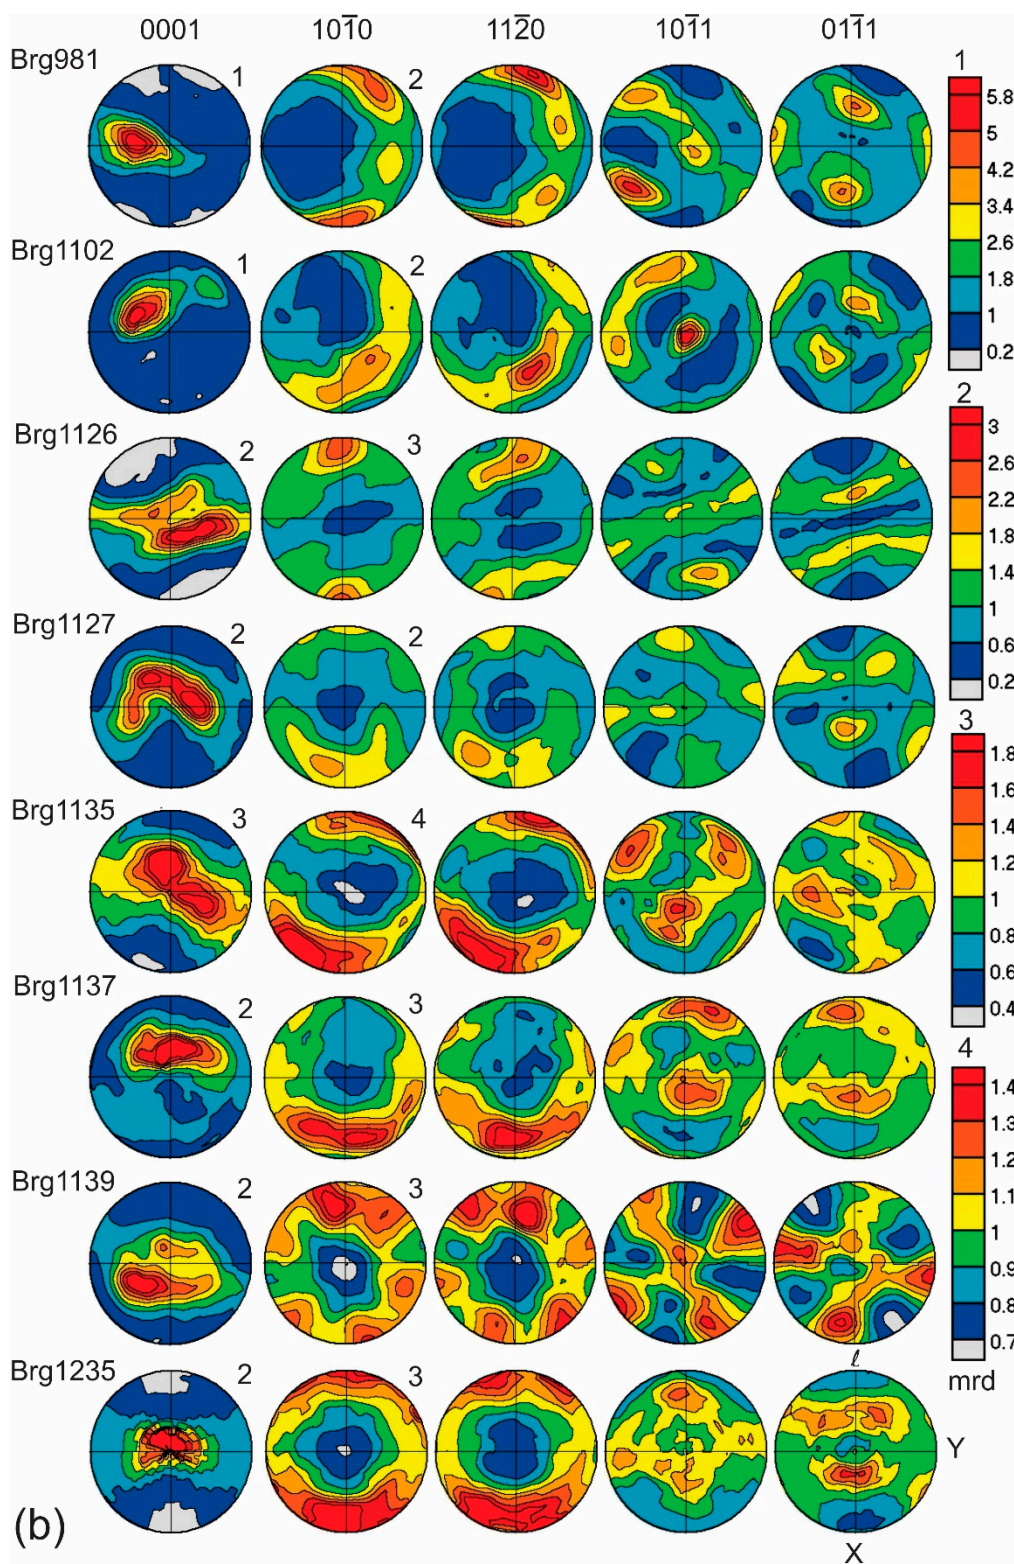 0001 101̄0 112̄0 101̄1 011̄1
Brg981 1 2
Brg1102 1 2
Brg1126 2 3
Brg1127 2 2
Brg1135 3 4
Brg1137 2 3
Brg1139 2 3
Brg1235 2 3
1
5.8
5
4.2
3.4
2.6
1.8
1
0.2
2
3
2.6
2.2
1.8
1.4
1
0.6
0.2
3
1.8
1.6
1.4
1.2
1
0.8
0.6
0.4
4
1.4
1.3
1.2
1.1
1
0.9
0.8
0.7
mrd
ℓ
Y
X
(b)